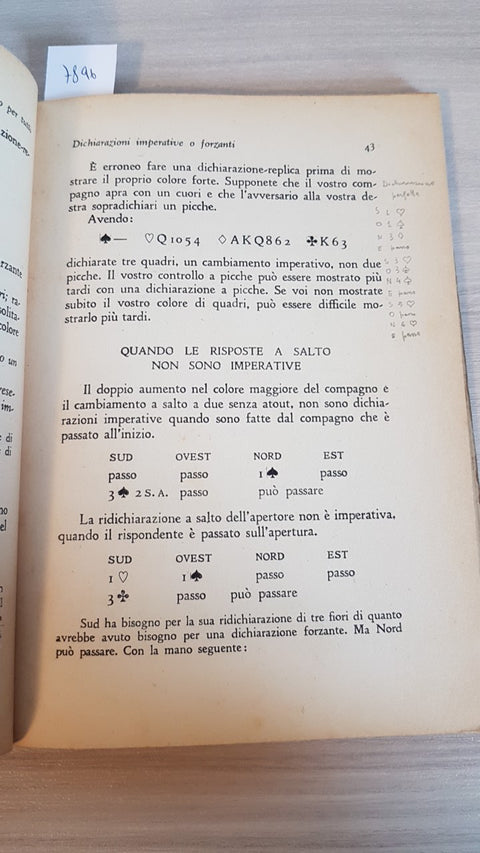 789b
Dichiarazioni imperative o forzanti 43
È erroneo fare una dichiarazione-replica prima di mo-
strare il proprio colore forte. Supponete che il vostro com-
pagno apra con un cuori e che l'avversario alla vostra de-
stra sopradichiari un picche.
Avendo:
♠— ♡Q1054 ♢AKQ862 ♣K63
dichiarate tre quadri, un cambiamento imperativo, non due
picche. Il vostro controllo a picche può essere mostrato più
tardi con una dichiarazione a picche. Se voi non mostrate
subito il vostro colore di quadri, può essere difficile mo-
strarlo più tardi.
QUANDO LE RISPOSTE A SALTO
NON SONO IMPERATIVE
Il doppio aumento nel colore maggiore del compagno e
il cambiamento a salto a due senza atout, non sono dichia-
razioni imperative quando sono fatte dal compagno che è
passato all'inizio.
SUD OVEST NORD EST
passo passo 1♠ passo
3♠ 2 S. A. passo può passare
La ridichiarazione a salto dell'apertore non è imperativa,
quando il rispondente è passato sull'apertura.
SUD OVEST NORD EST
1♡ 1♠ passo passo
3♣ passo può passare
Sud ha bisogno per la sua ridichiarazione di tre fiori di quanto
avrebbe avuto bisogno per una dichiarazione forzante. Ma Nord
può passare. Con la mano seguente: